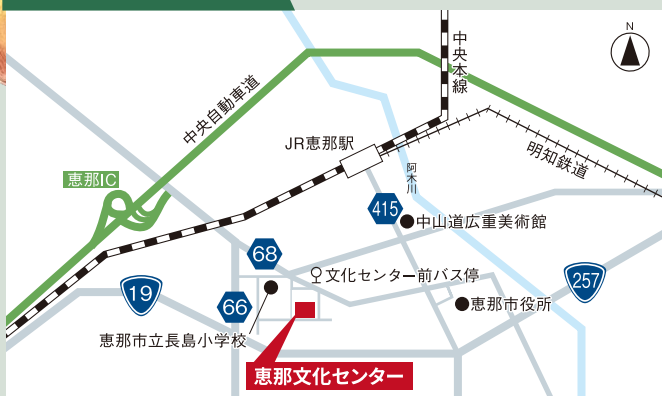 N
中央本線
中央自動車道
JR恵那駅
明知鉄道
阿木川
恵那IC
415
中山道広重美術館
68
文化センター前バス停
257
19
66
恵那市役所
恵那市立長島小学校
恵那文化センター